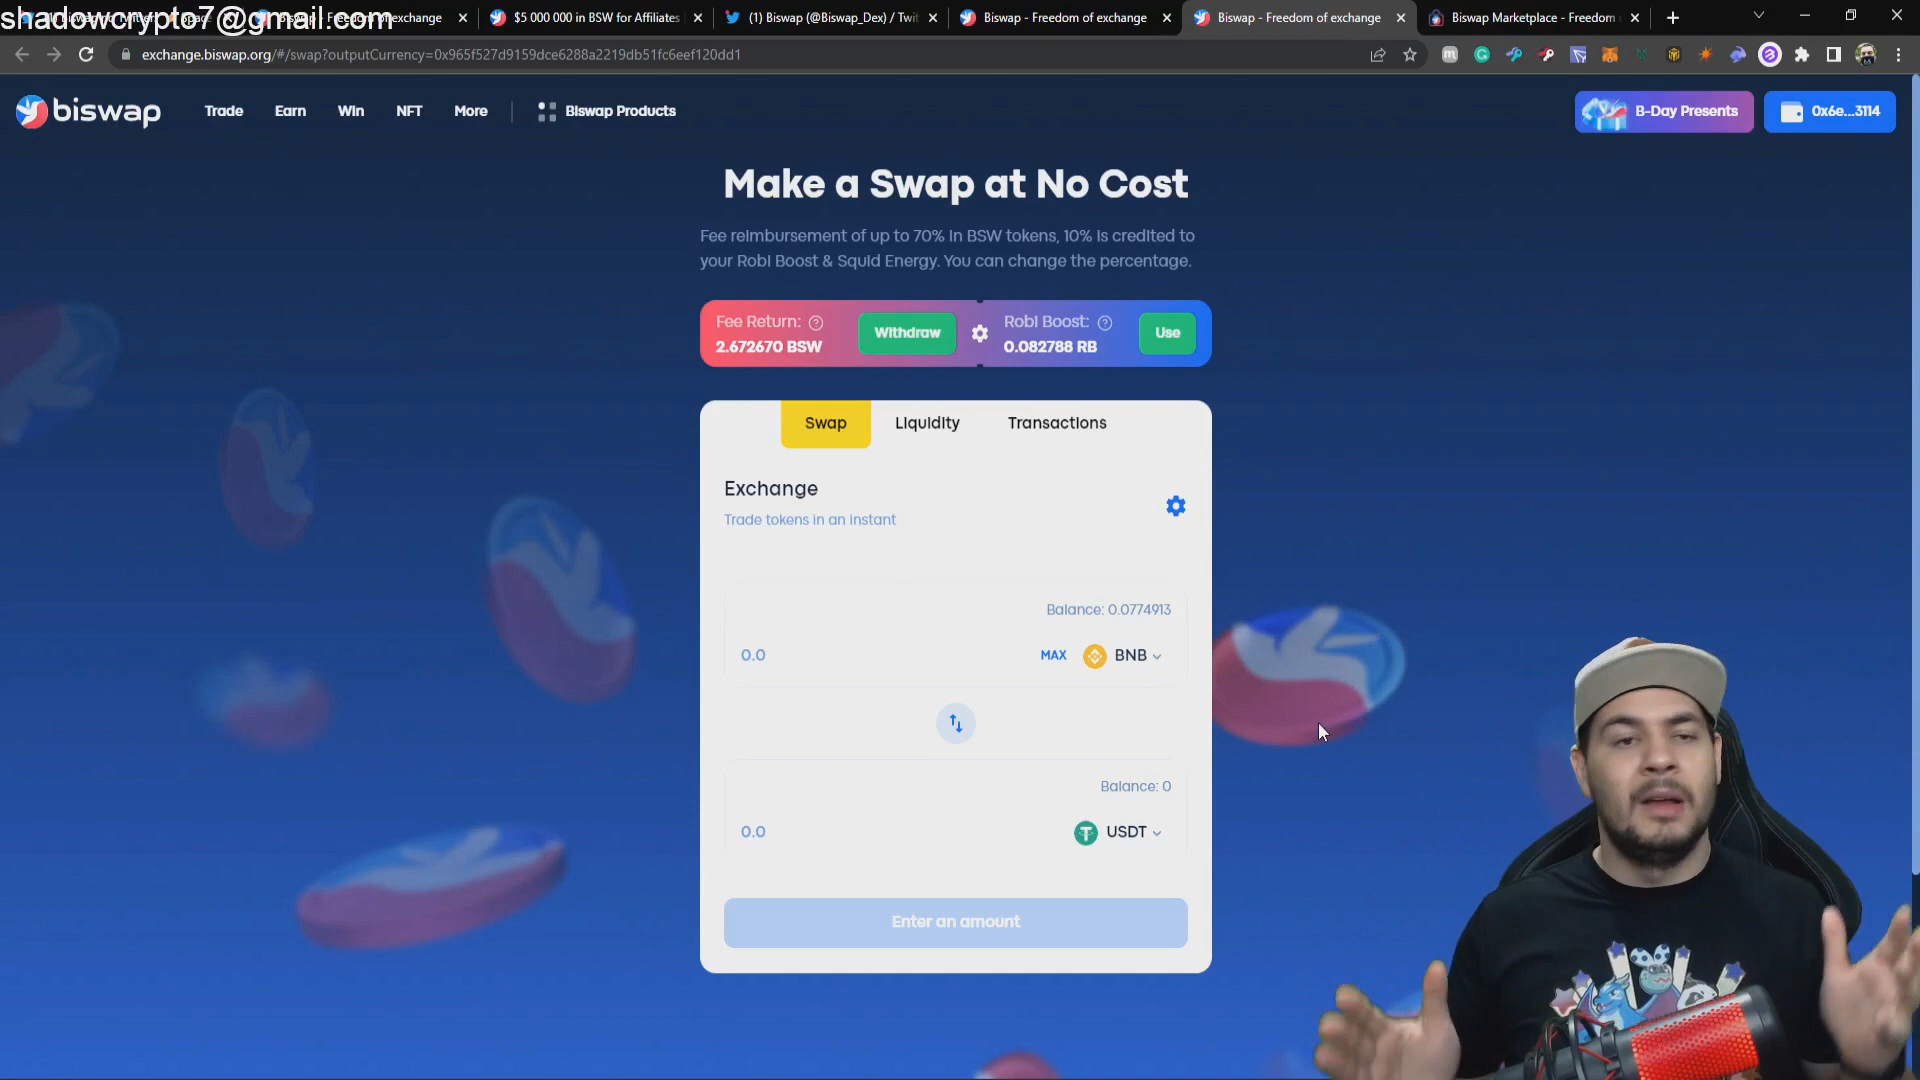 shadowcrypto7@gmail.com
Freedom of exchange
$5 000 000 in BSW for Affiliates
(1) Biswap (@Biswap_Dex) / Twit
Biswap - Freedom of exchange
Biswap - Freedom of exchange
Biswap Marketplace - Freedom
exchange.biswap.org/#/swap?outputCurrency=0x965f527d9159dce6288a2219db51fc6eef120dd1
biswap
Trade
Earn
Win
NFT
More
Biswap Products
B-Day Presents
0x6e...3114
Make a Swap at No Cost
Fee reimbursement of up to 70% in BSW tokens, 10% is credited to
your Robi Boost & Squid Energy. You can change the percentage.
Fee Return:
2.672670 BSW
Withdraw
Robi Boost:
0.082788 RB
Use
Swap
Liquidity
Transactions
Exchange
Trade tokens in an instant
Balance: 0.0774913
0.0
MAX
BNB
Balance: 0
0.0
USDT
Enter an amount